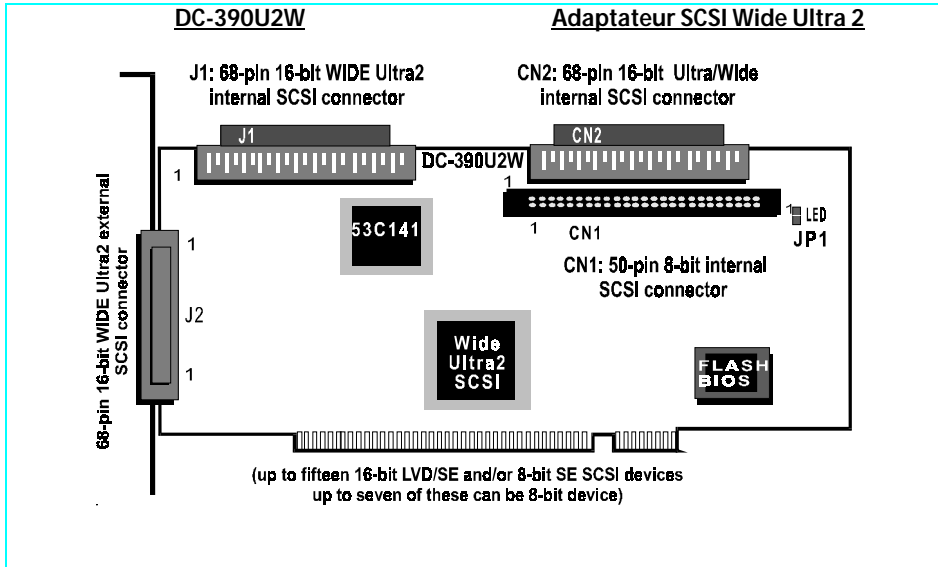 DC-390U2W
Adaptateur SCSI Wide Ultra 2
J1: 68-pin 16-bit WIDE Ultra2
internal SCSI connector
CN2: 68-pin 16-bit Ultra/Wide
internal SCSI connector
J1
CN2
DC-390U2W
1
1
1
LED
JP1
53C141
1
CN1
CN1: 50-pin 8-bit internal
SCSI connector
68-pin 16-bit WIDE Ultra2 external
SCSI connector
1
J2
1
Wide
Ultra2
SCSI
FLASH
BIOS
(up to fifteen 16-bit LVD/SE and/or 8-bit SE SCSI devices
up to seven of these can be 8-bit device)